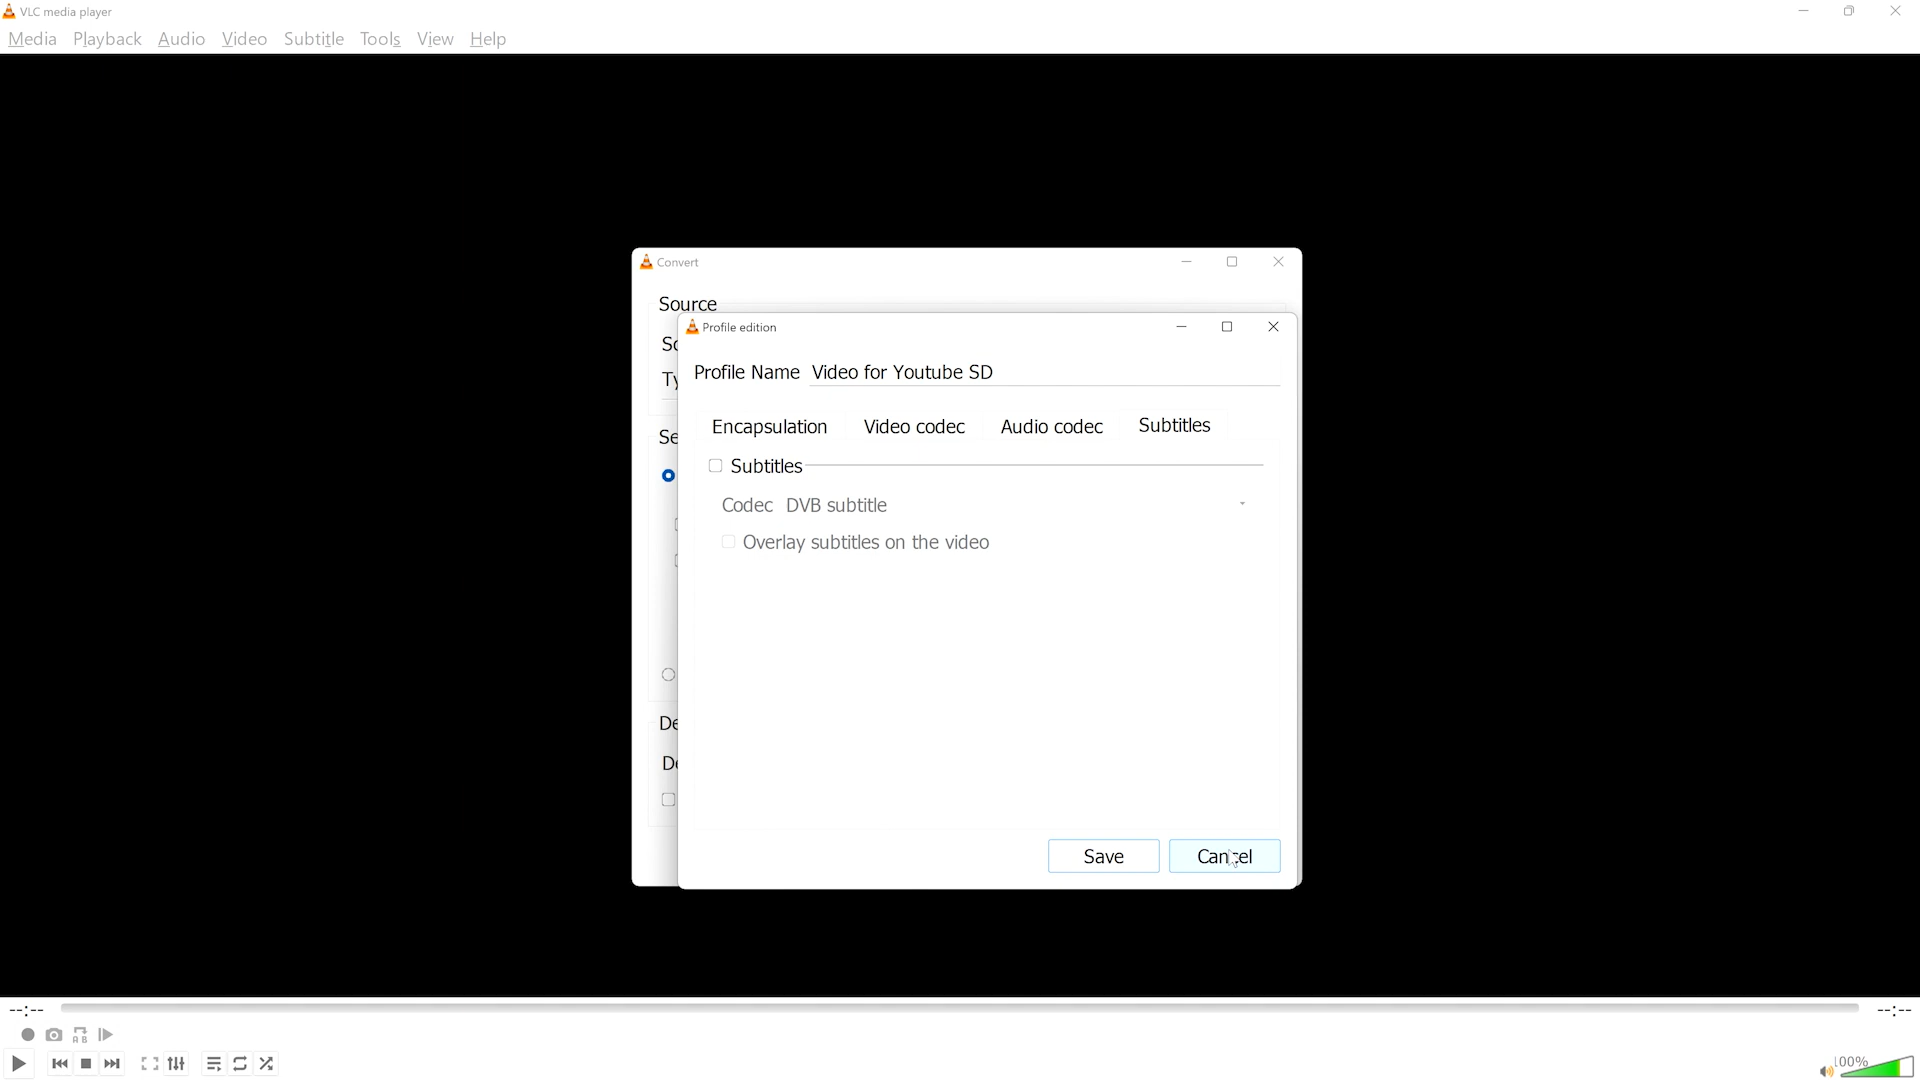 VLC media player
Media Playback Audio Video Subtitle Tools View Help
Convert
Source
Profile edition
Profile Name Video for Youtube SD
Encapsulation Video codec Audio codec Subtitles
Subtitles
Codec DVB subtitle
Overlay subtitles on the video
Save Cancel
--:-- --:--
100%